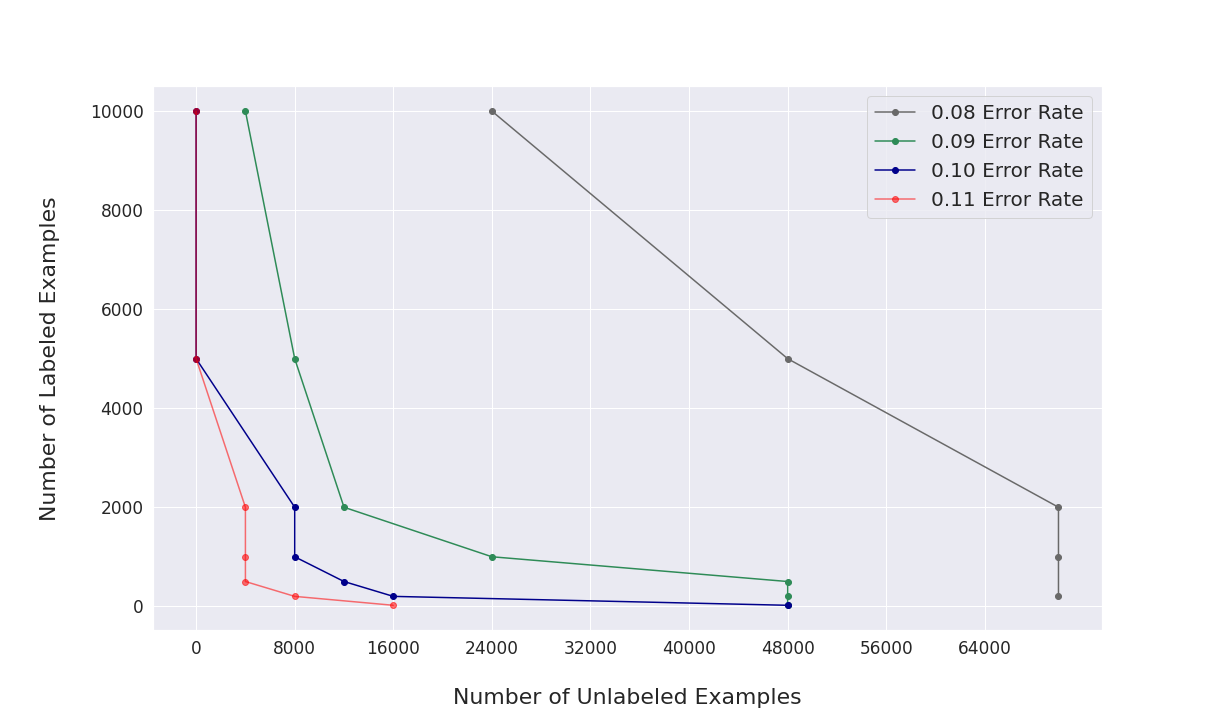 10000
8000
6000
4000
2000
0
Number of Labeled Examples
0.08 Error Rate
0.09 Error Rate
0.10 Error Rate
0.11 Error Rate
0 8000 16000 24000 32000 40000 48000 56000 64000
Number of Unlabeled Examples